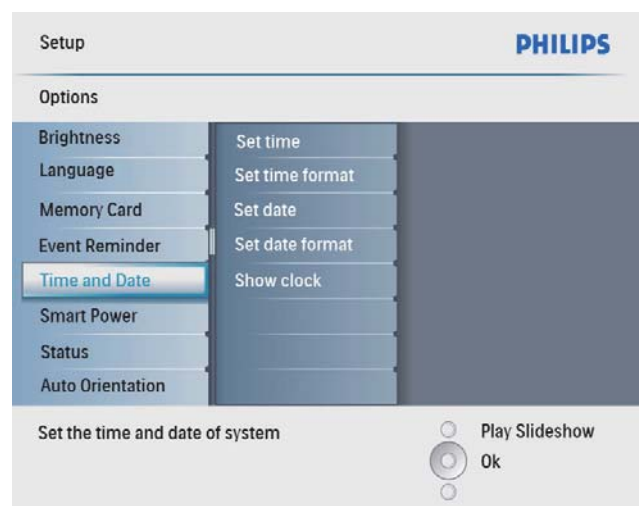 Setup
PHILIPS
Options
Brightness
Language
Memory Card
Event Reminder
Time and Date
Smart Power
Status
Auto Orientation
Set time
Set time format
Set date
Set date format
Show clock
Set the time and date of system
Play Slideshow
Ok